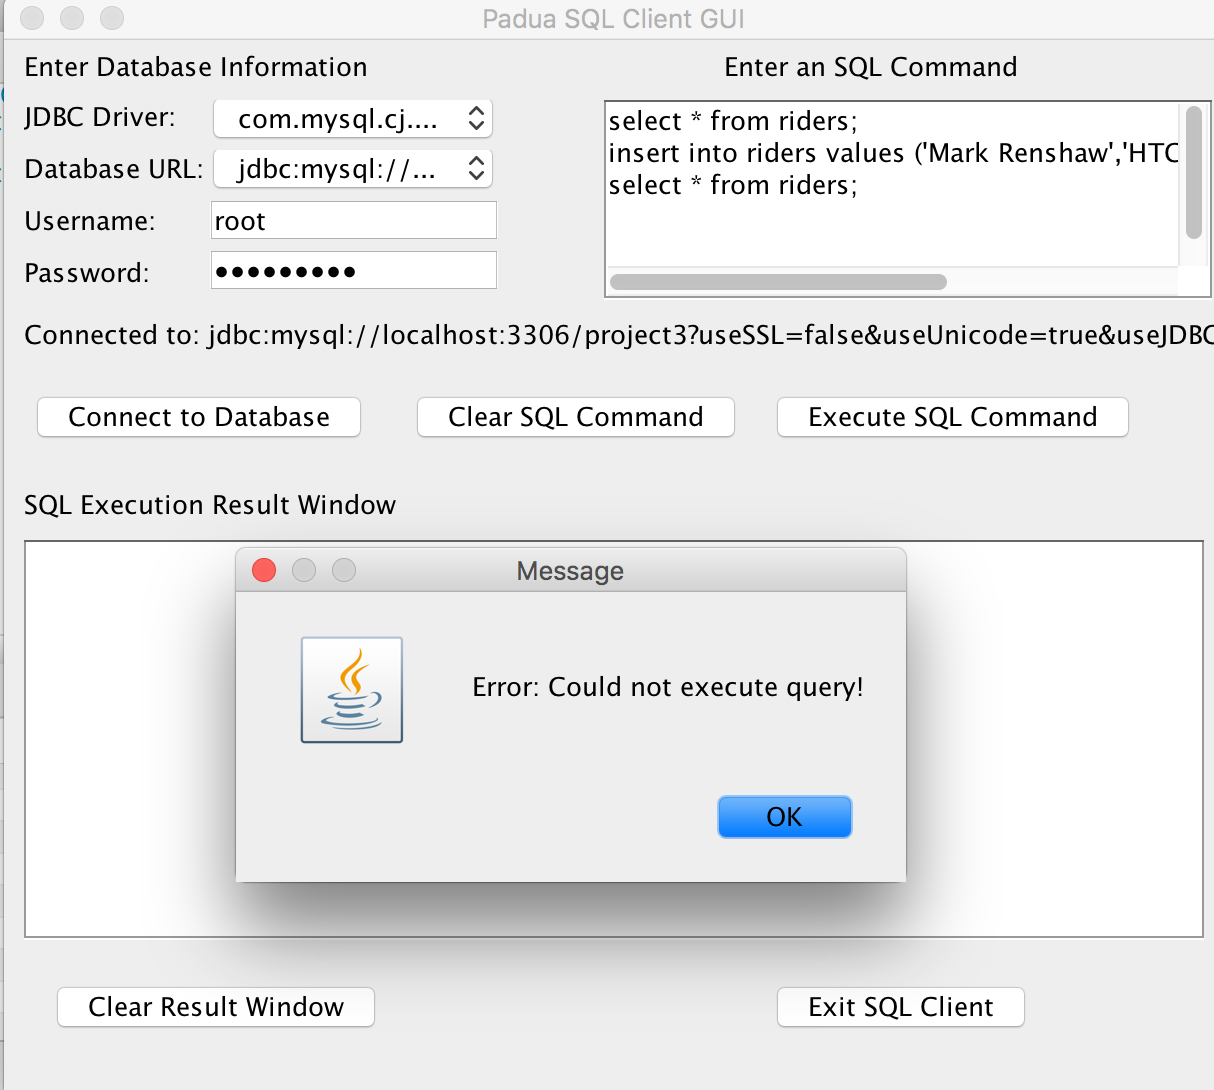 Padua SQL Client GUI
Enter Database Information
Enter an SQL Command
JDBC Driver:
com.mysql.cj....
Database URL:
jdbc:mysql://...
Username:
root
Password:
•••••••••
select * from riders;
insert into riders values ('Mark Renshaw','HTC
select * from riders;
Connected to: jdbc:mysql://localhost:3306/project3?useSSL=false&useUnicode=true&useJDBC
Connect to Database
Clear SQL Command
Execute SQL Command
SQL Execution Result Window
Message
Error: Could not execute query!
OK
Clear Result Window
Exit SQL Client